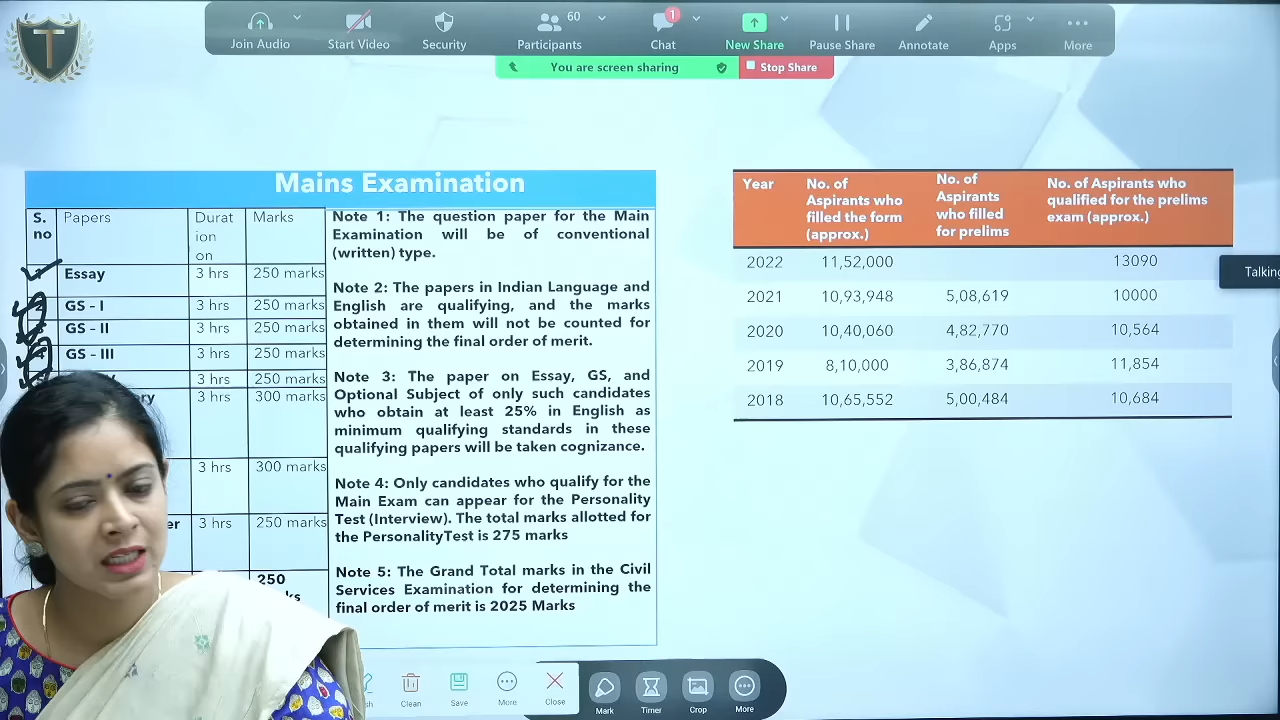 T
60
1
Join Audio
Start Video
Security
Participants
Chat
New Share
Pause Share
Annotate
Apps
More
You are screen sharing
Stop Share
Mains Examination
S. no
Papers
Durat
ion
on
Marks
Essay
3 hrs
250 marks
GS – I
3 hrs
250 marks
GS – II
3 hrs
250 marks
GS – III
3 hrs
250 marks
3 hrs
250 marks
3 hrs
300 marks
3 hrs
300 marks
3 hrs
250 marks
250
Note 1: The question paper for the Main
Examination will be of conventional
(written) type.
Note 2: The papers in Indian Language and
English are qualifying, and the marks
obtained in them will not be counted for
determining the final order of merit.
Note 3: The paper on Essay, GS, and
Optional Subject of only such candidates
who obtain at least 25% in English as
minimum qualifying standards in these
qualifying papers will be taken cognizance.
Note 4: Only candidates who qualify for the
Main Exam can appear for the Personality
Test (Interview). The total marks allotted for
the PersonalityTest is 275 marks
Note 5: The Grand Total marks in the Civil
Services Examination for determining the
final order of merit is 2025 Marks
Year
No. of
Aspirants who
filled the form
(approx.)
No. of
Aspirants
who filled
for prelims
No. of Aspirants who
qualified for the prelims
exam (approx.)
2022 11,52,000 13090
2021 10,93,948 5,08,619 10000
2020 10,40,060 4,82,770 10,564
2019 8,10,000 3,86,874 11,854
2018 10,65,552 5,00,484 10,684
Talking
Clean
Save
More
Close
Mark
Timer
Crop
More